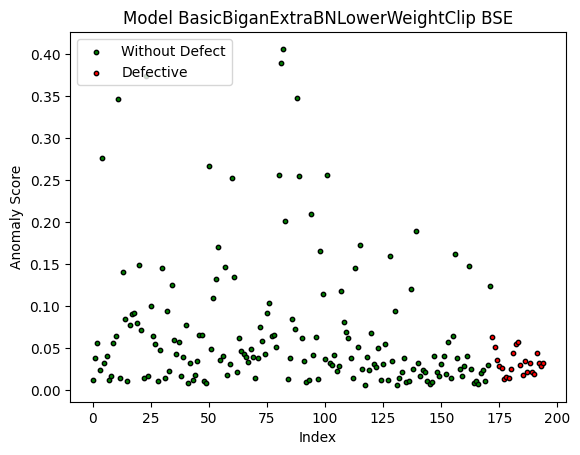 Model BasicBiganExtraBNLowerWeightClip BSE
Without Defect
Defective
Anomaly Score
0.40
0.35
0.30
0.25
0.20
0.15
0.10
0.05
0.00
0 25 50 75 100 125 150 175 200
Index